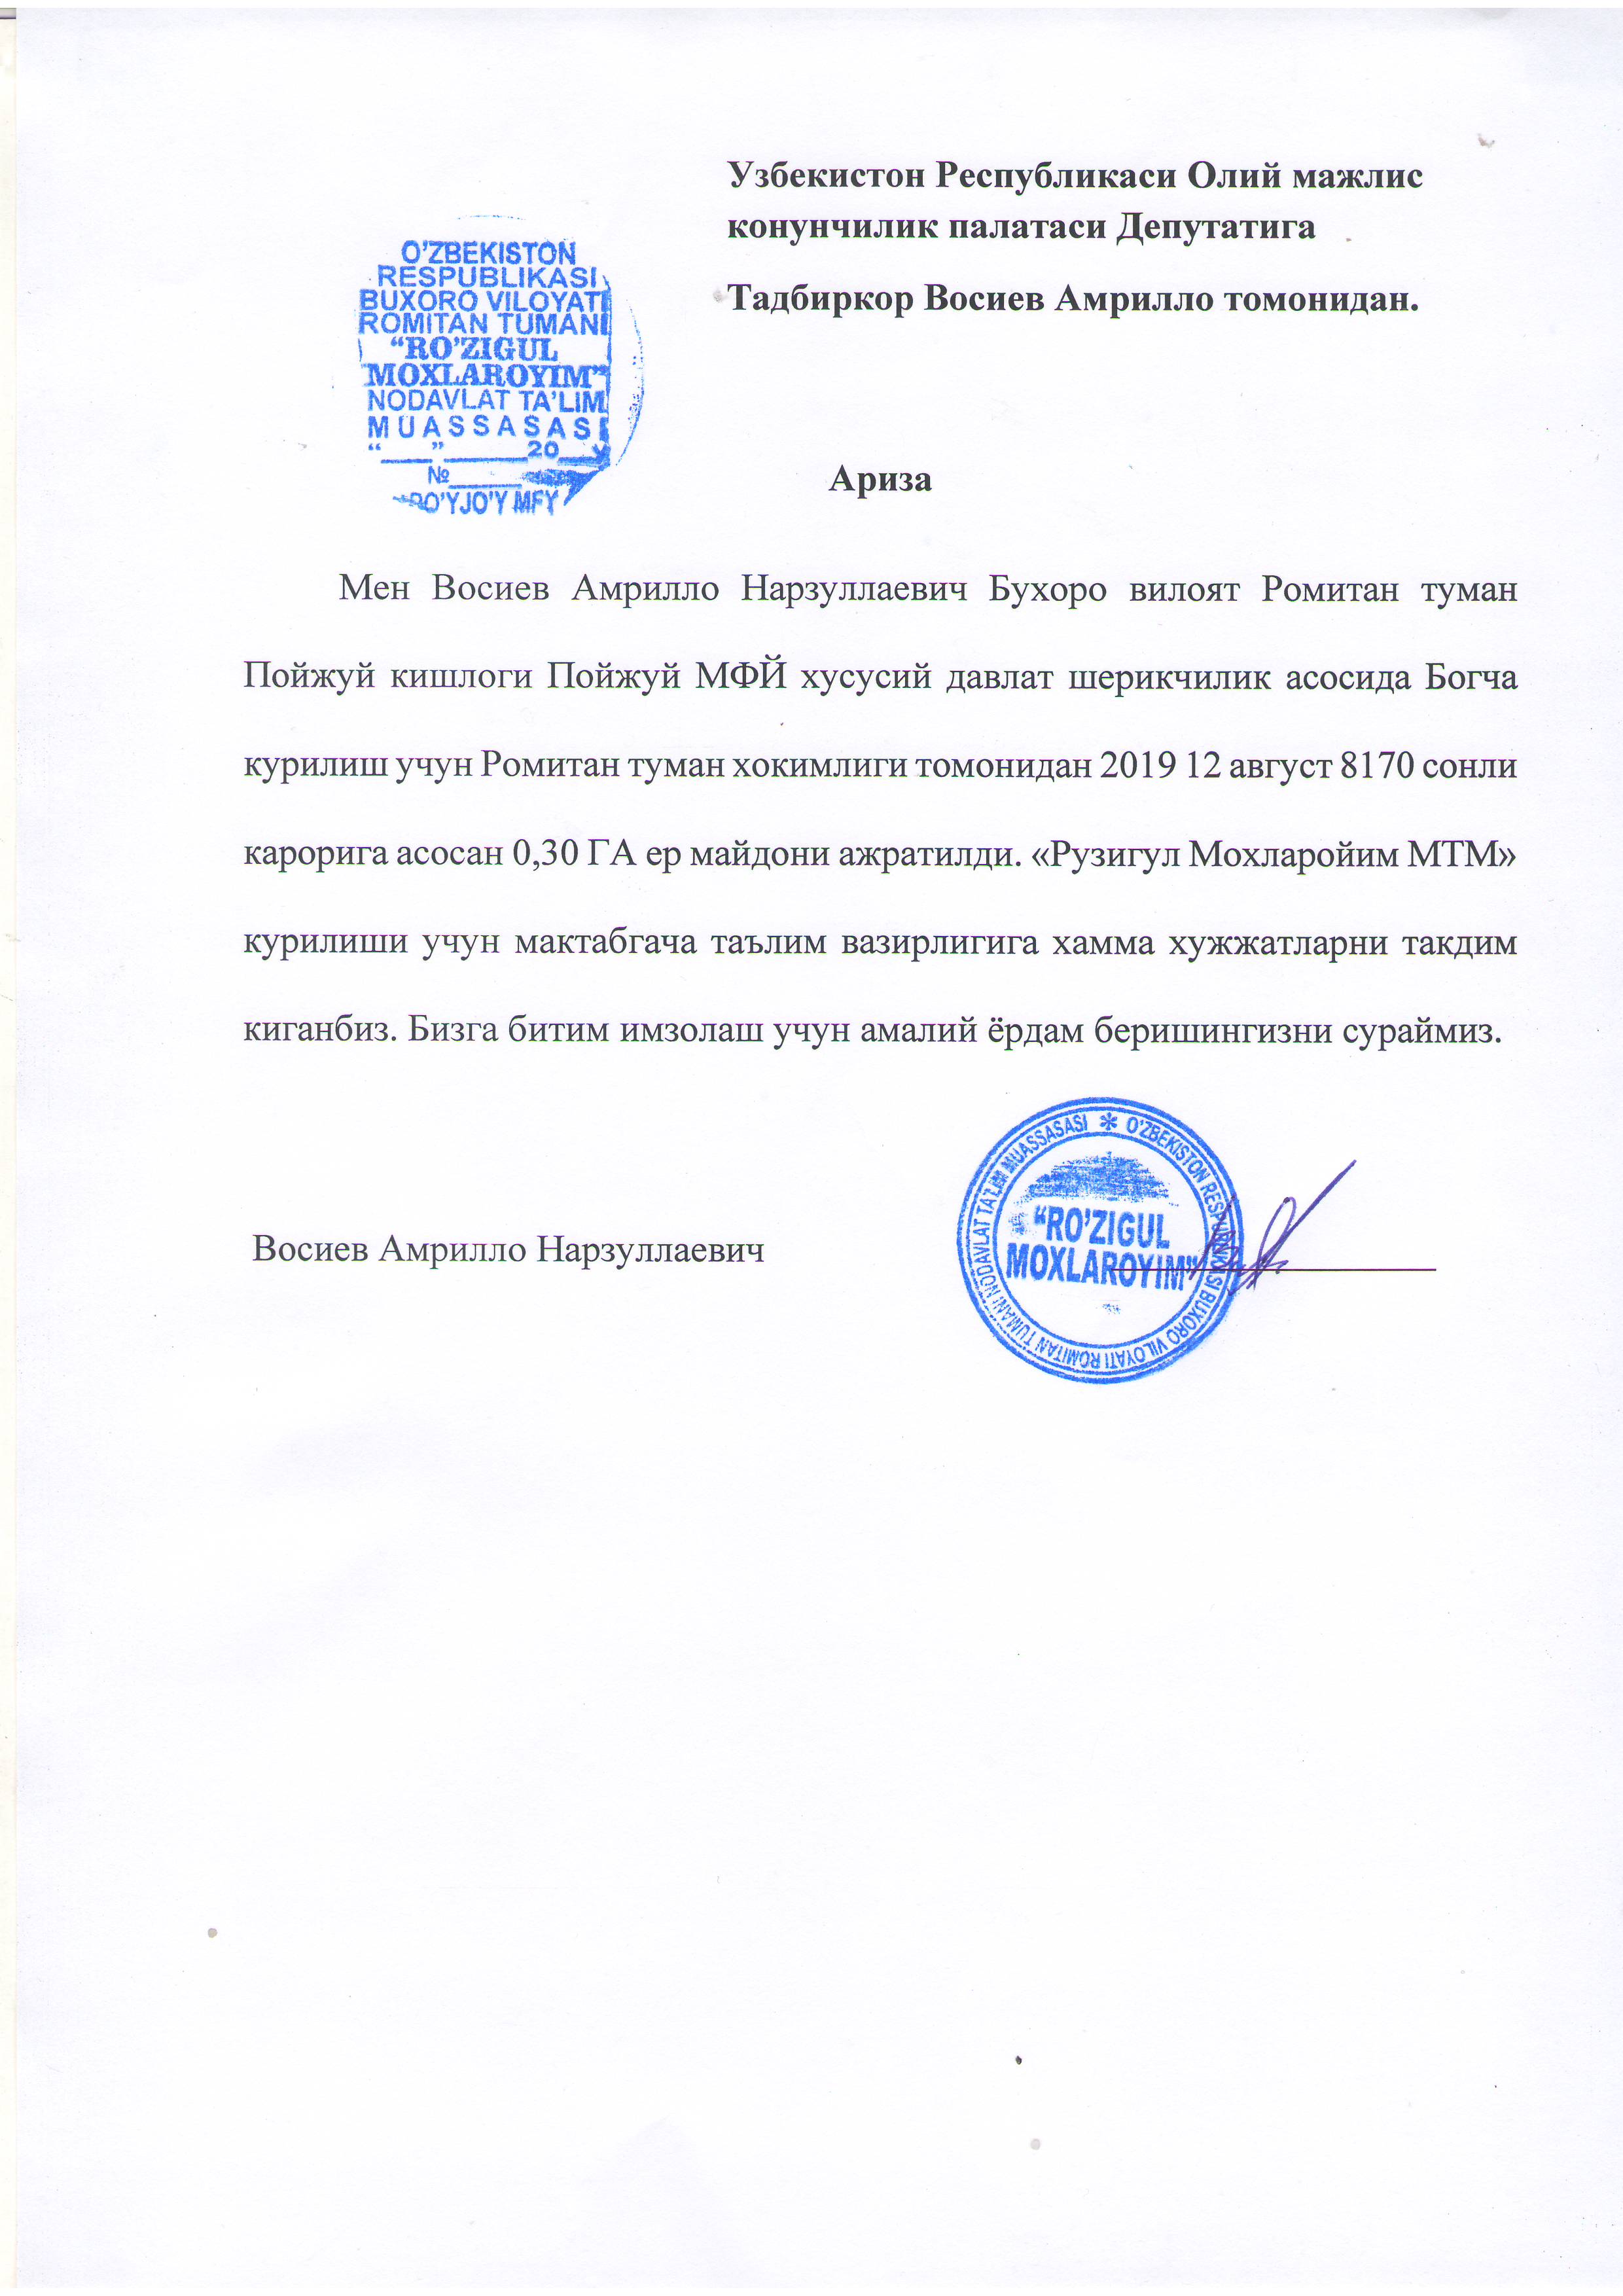 Узбекистон Республикаси Олий мажлис
конунчилик палатаси Депутатига
Тадбиркор Восиев Амрилло томонидан.
O'ZBEKISTON
RESPUBLIKASI
BUXORO VILOYATI
ROMITAN TUMANI
“RO'ZIGUL
MOXLAROYIM”
NODAVLAT TA'LIM
MUASSASASI
“___”______20__
№_____
RO'YJO'Y MFY
Ариза
Мен Восиев Амрилло Нарзуллаевич Бухоро вилоят Ромитан туман
Пойжуй кишлоги Пойжуй МФЙ хусусий давлат шерикчилик асосида Богча
курилиш учун Ромитан туман хокимлиги томонидан 2019 12 август 8170 сонли
карорига асосан 0,30 ГА ер майдони ажратилди. «Рузигул Мохларойим МТМ»
курилиши учун мактабгача таълим вазирлигига хамма хужжатларни такдим
киганбиз. Бизга битим имзолаш учун амалий ёрдам беришингизни сураймиз.
Восиев Амрилло Нарзуллаевич
O'ZBEKISTON RESPUBLIKASI BUXORO VILOYATI ROMITAN TUMANI NODAVLAT TA'LIM MUASSASASI
“RO'ZIGUL
MOXLAROYIM”